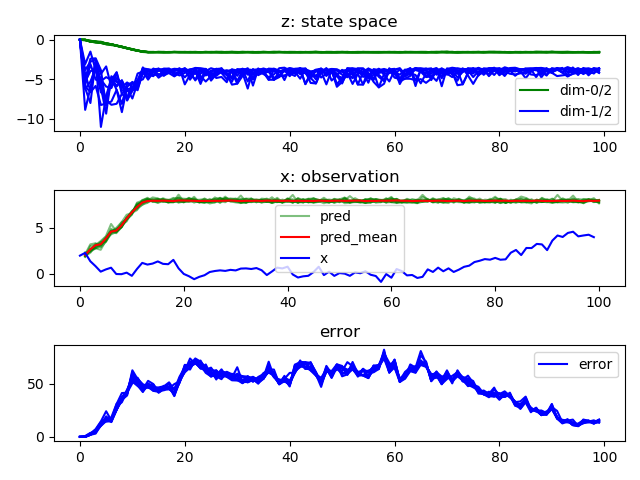 z: state space
0
−5
−10
dim-0/2
dim-1/2
0 20 40 60 80 100
x: observation
5
0
pred
pred_mean
x
0 20 40 60 80 100
error
50
0
error
0 20 40 60 80 100